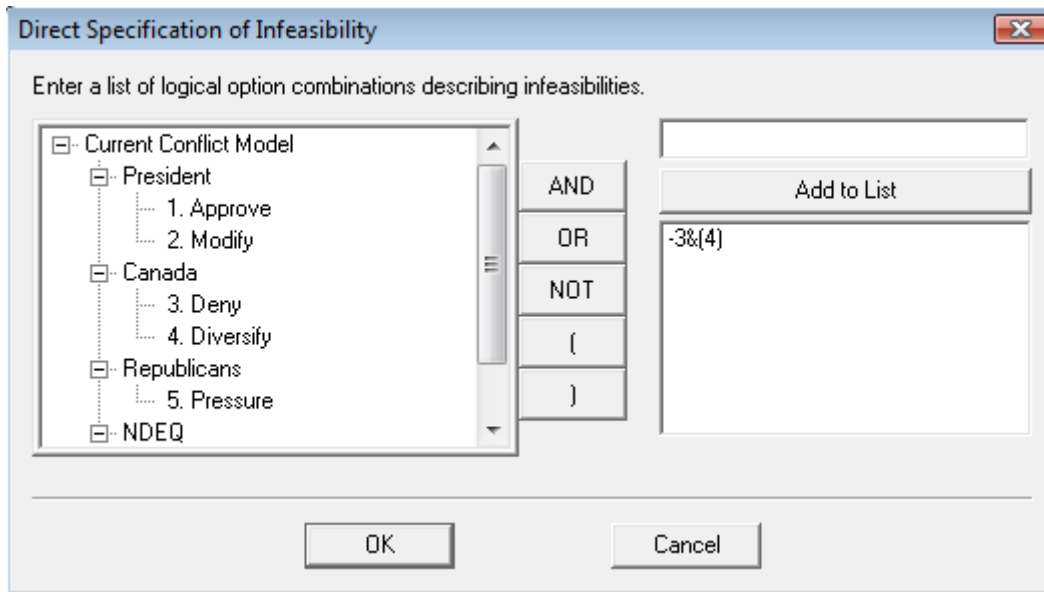 Direct Specification of Infeasibility
Enter a list of logical option combinations describing infeasibilities.
Current Conflict Model
President
1. Approve
2. Modify
Canada
3. Deny
4. Diversify
Republicans
5. Pressure
NDEQ
AND
OR
NOT
(
)
Add to List
-3&(4)
OK
Cancel